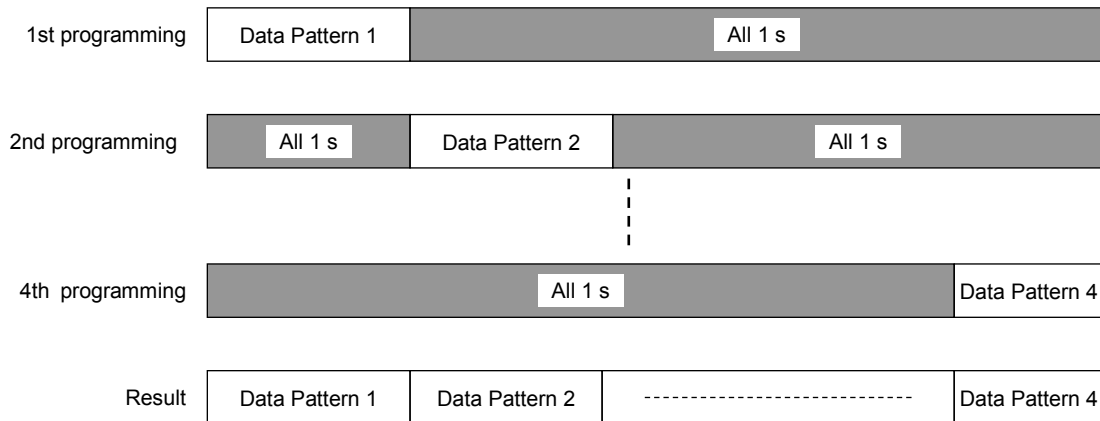 1st programming Data Pattern 1 All 1 s
2nd programming All 1 s Data Pattern 2 All 1 s
4th programming All 1 s Data Pattern 4
Result Data Pattern 1 Data Pattern 2 Data Pattern 4